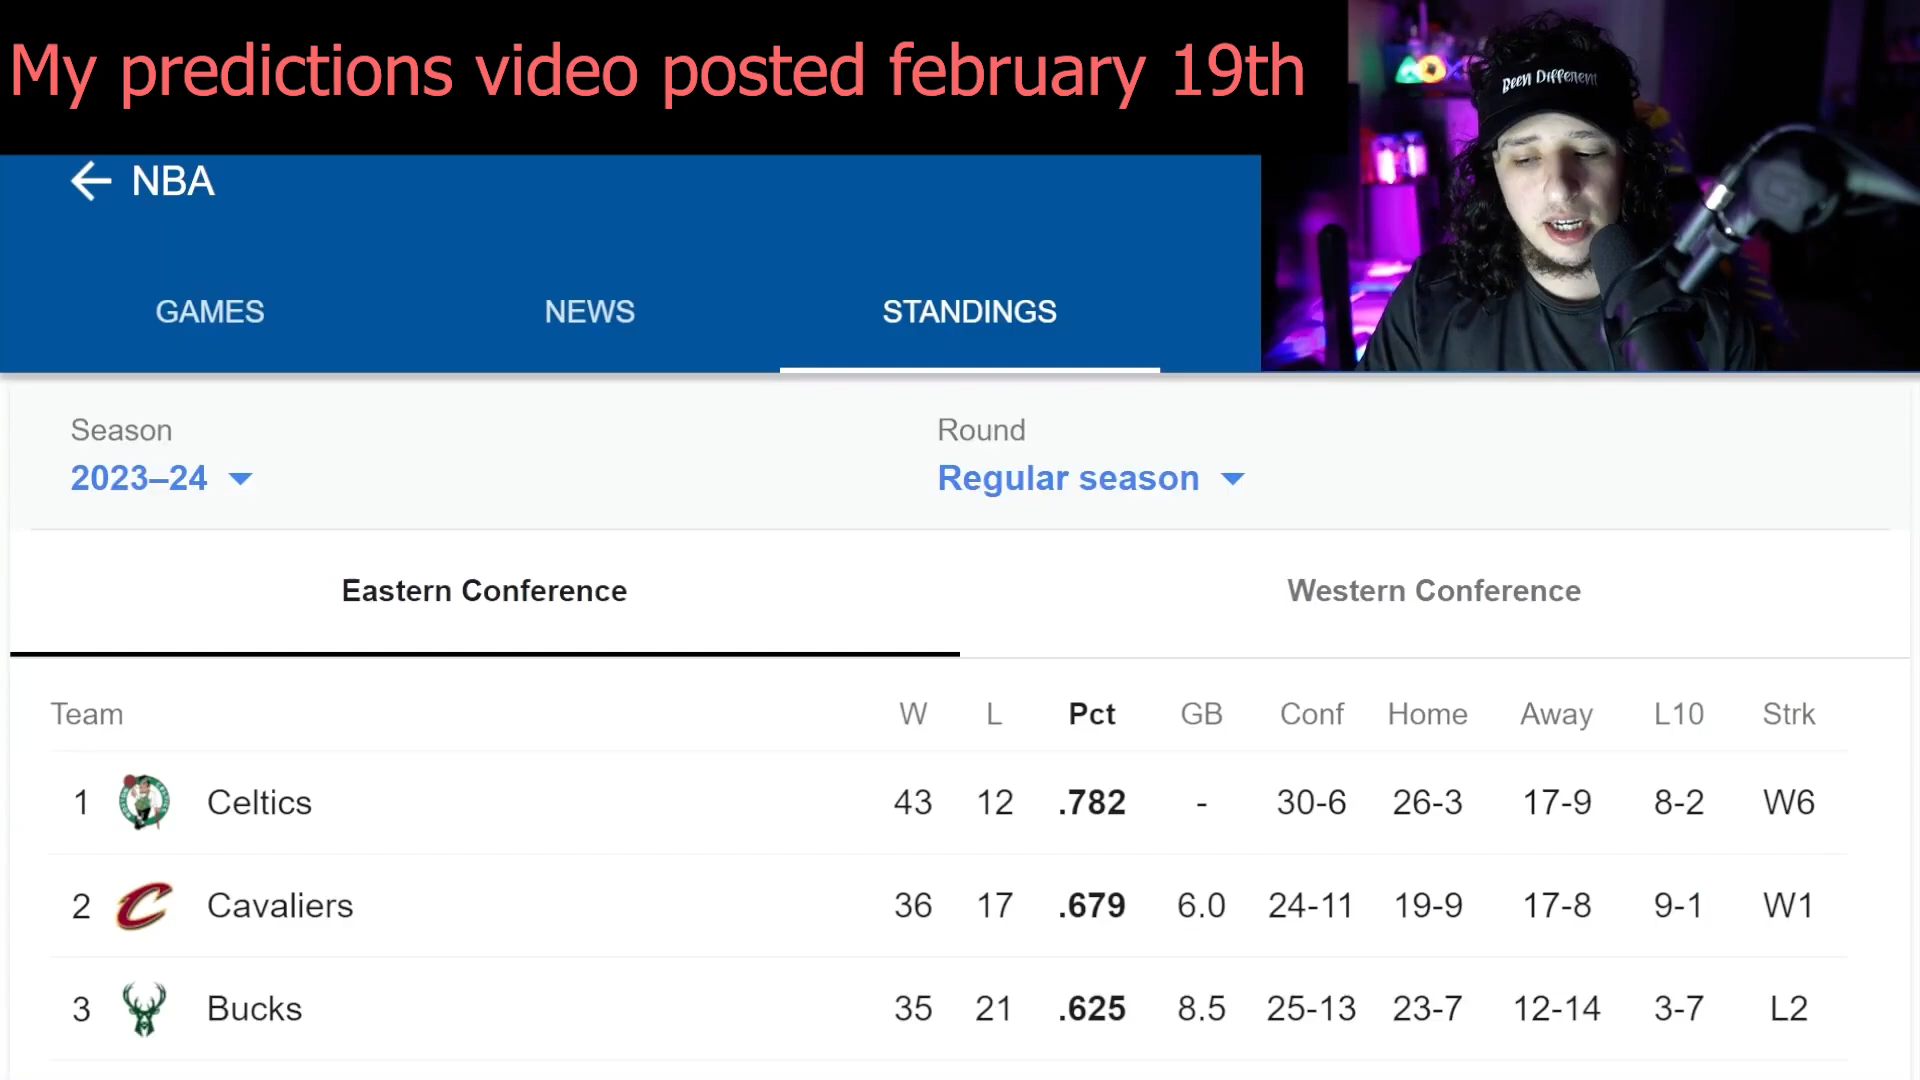 My predictions video posted february 19th
Been Different
NBA
GAMES NEWS STANDINGS
Season Round
2023–24 Regular season
Eastern Conference Western Conference
Team W L Pct GB Conf Home Away L10 Strk
1 Celtics 43 12 .782 - 30-6 26-3 17-9 8-2 W6
2 Cavaliers 36 17 .679 6.0 24-11 19-9 17-8 9-1 W1
3 Bucks 35 21 .625 8.5 25-13 23-7 12-14 3-7 L2